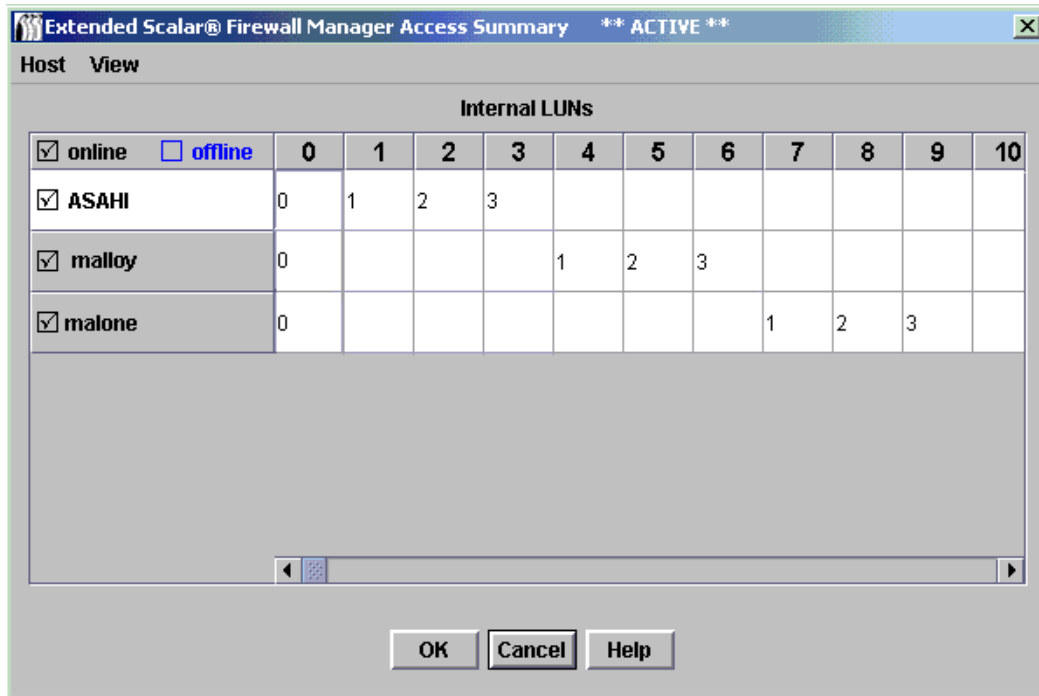 Extended Scalar® Firewall Manager Access Summary ** ACTIVE **
Host View
Internal LUNs
online offline 0 1 2 3 4 5 6 7 8 9 10
ASAHI 0 1 2 3
malloy 0 1 2 3
malone 0 1 2 3
OK Cancel Help